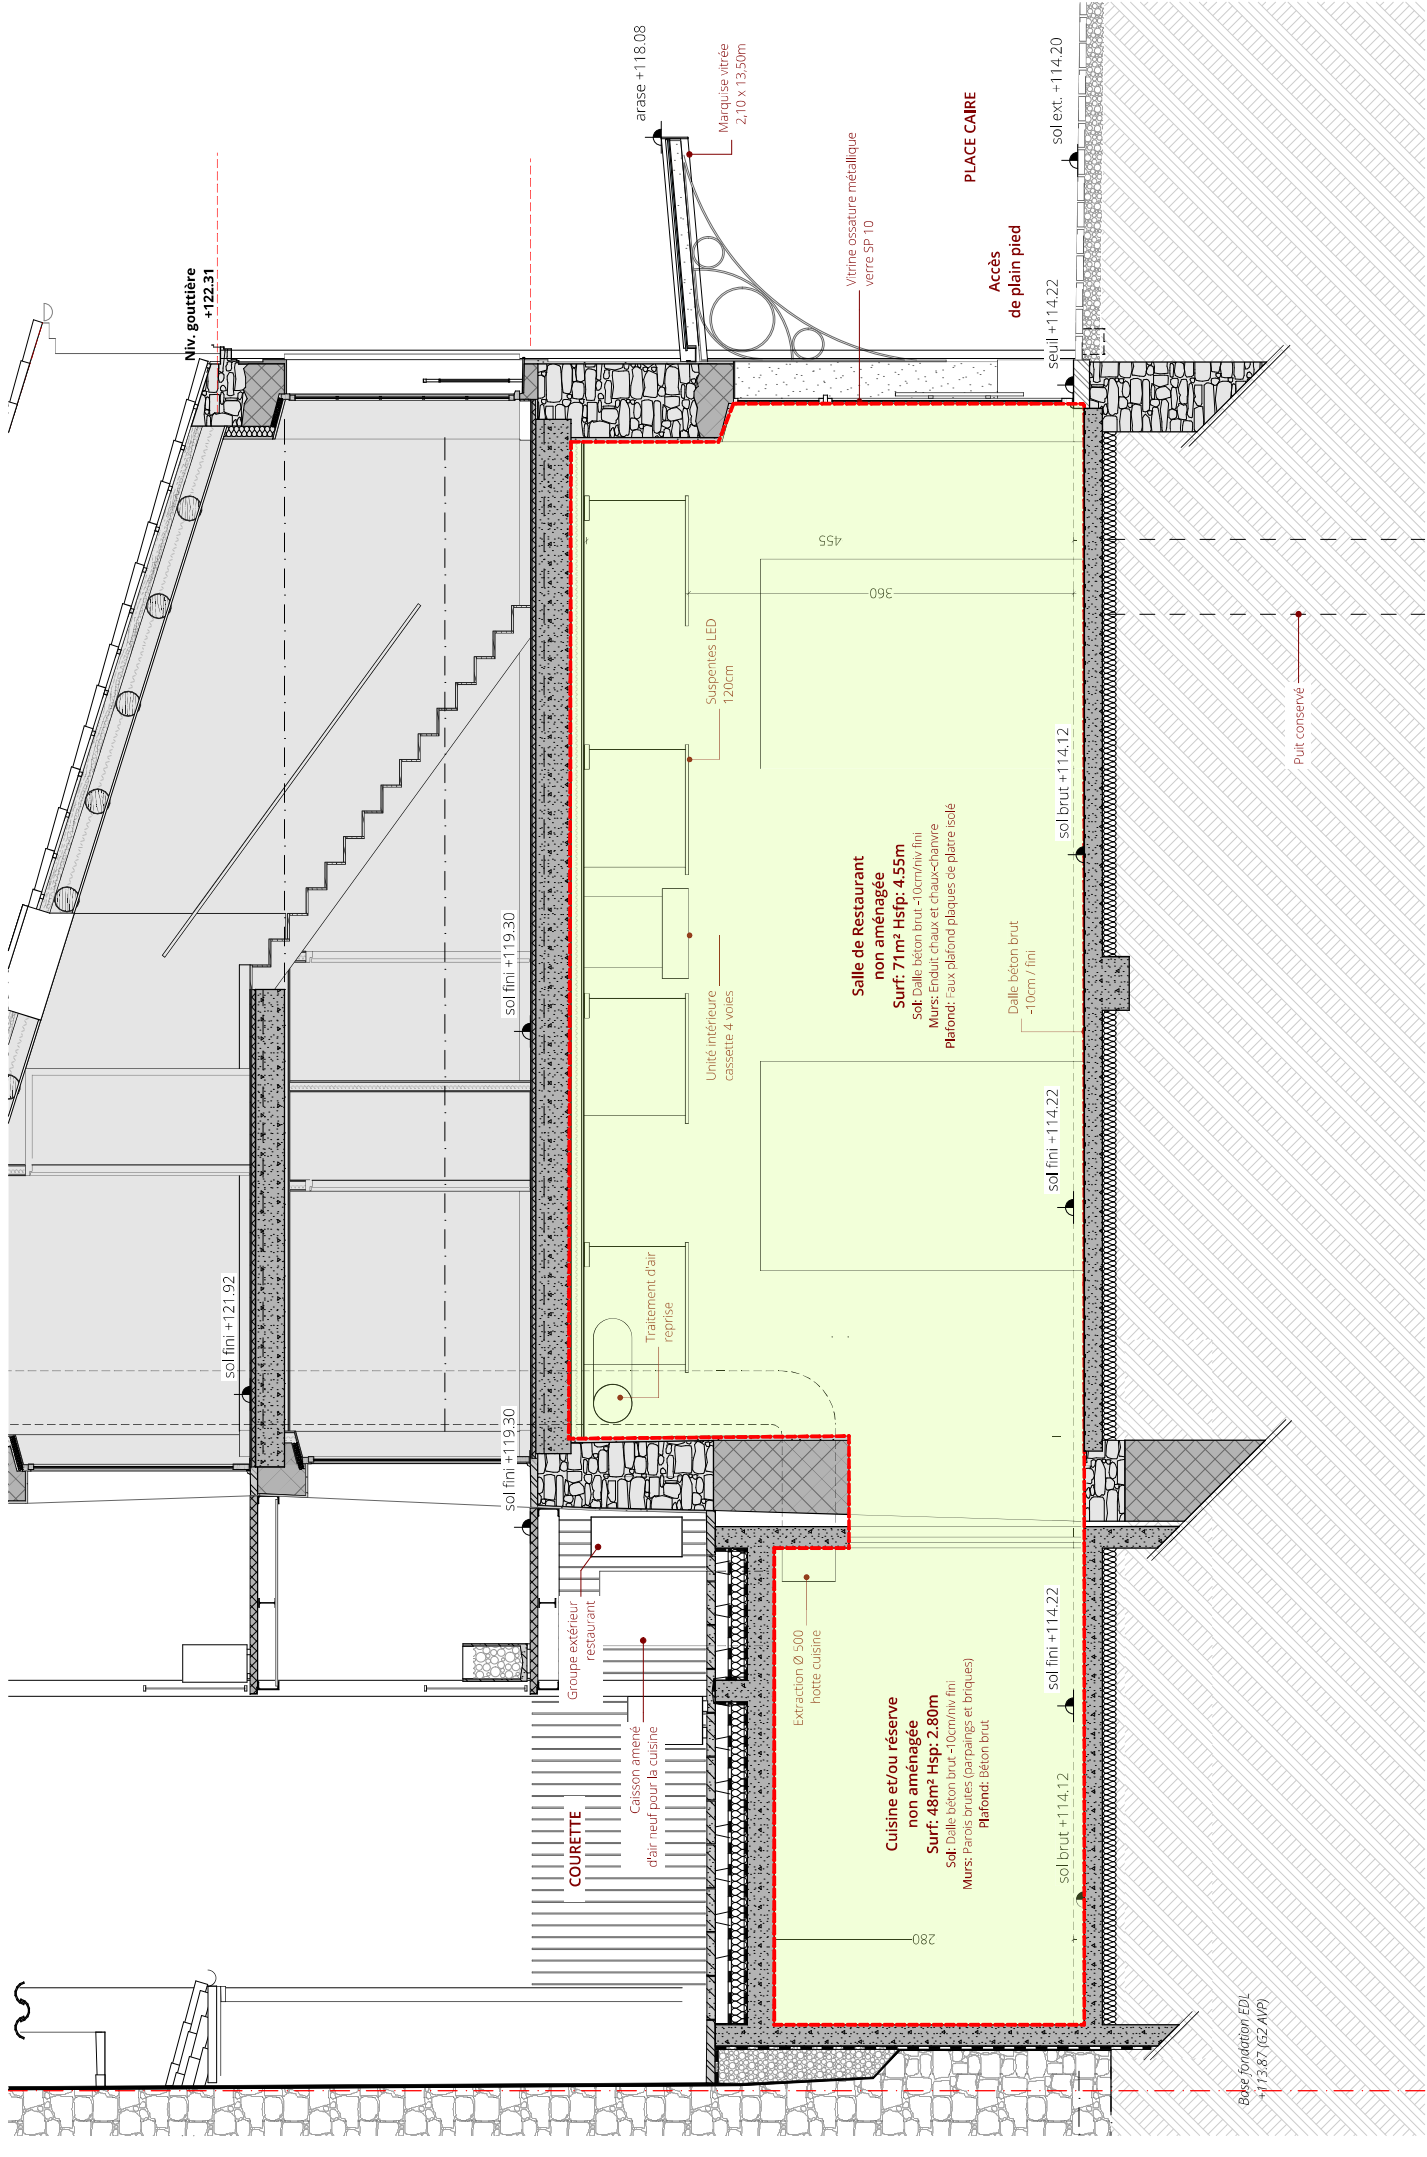 Niv. gouttière
+122.31
arase +118.08
Marquise vitrée
2,10 x 13,50m
Vitrine ossature métallique
verre SP 10
PLACE CAIRE
Accès
de plain pied
sol ext. +114.20
seuil +114.22
455
360
Suspentes LED
120cm
sol brut +114.12
Puit conservé
Salle de Restaurant
non aménagée
Surf: 71m² Hsfp: 4.55m
Sol: Dalle béton brut -10cm/niv fini
Murs: Enduit chaux et chaux-chanvre
Plafond: Faux plafond plaques de platre isolé
Dalle béton brut
-10cm / fini
sol fini +119.30
Unité intérieure
cassette 4 voies
sol fini +114.22
Traitement d'air
reprise
sol fini +121.92
sol fini +119.30
Groupe extérieur
restaurant
Caisson amené
d'air neuf pour la cuisine
COURETTE
Extraction Ø 500
hotte cuisine
Cuisine et/ou réserve
non aménagée
Surf: 48m² Hsp: 2.80m
Sol: Dalle béton brut -10cm/niv fini
Murs: Parois brutes (parpaings et briques)
Plafond: Béton brut
sol fini +114.22
sol brut +114.12
280
Base fondation EDL
+113.87 (G2 AVP)